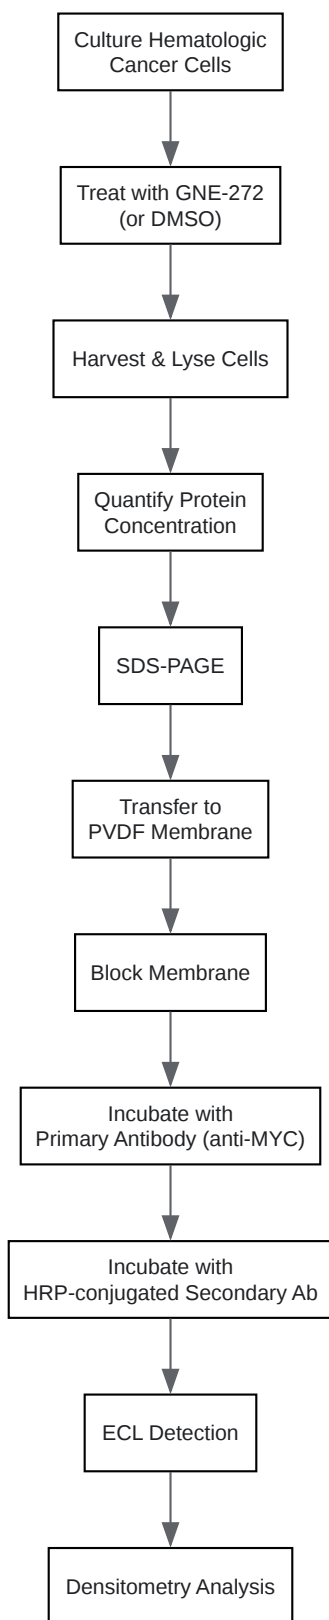 Culture Hematologic
Cancer Cells
Treat with GNE-272
(or DMSO)
Harvest & Lyse Cells
Quantify Protein
Concentration
SDS-PAGE
Transfer to
PVDF Membrane
Block Membrane
Incubate with
Primary Antibody (anti-MYC)
Incubate with
HRP-conjugated Secondary Ab
ECL Detection
Densitometry Analysis